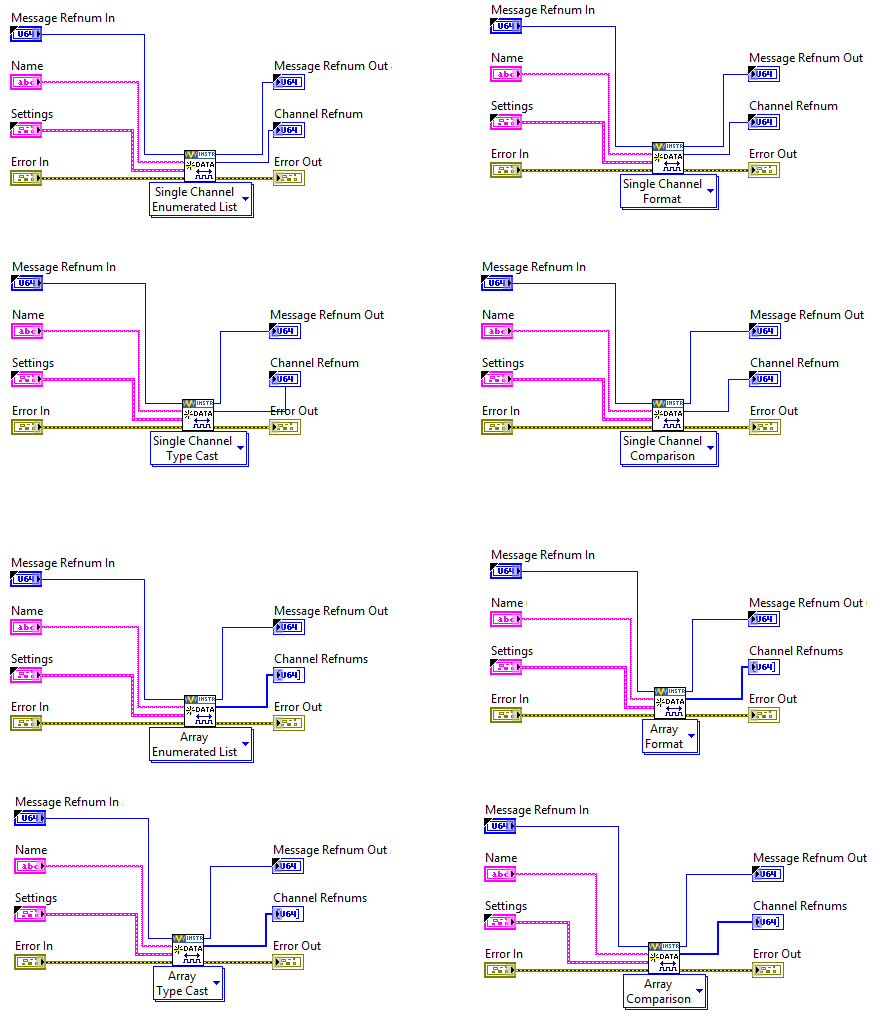 Message Refnum In
U64
Name
abc
Message Refnum Out
U64
Settings
Channel Refnum
U64
Error In
INSTR
DATA
Error Out
Single Channel
Enumerated List
Message Refnum In
U64
Name
abc
Message Refnum Out
U64
Settings
Channel Refnum
U64
Error In
INSTR
DATA
Error Out
Single Channel
Format
Message Refnum In
U64
Name
abc
Message Refnum Out
U64
Settings
Channel Refnum
U64
Error In
INSTR
DATA
Error Out
Single Channel
Type Cast
Message Refnum In
U64
Name
abc
Message Refnum Out
U64
Settings
Channel Refnum
U64
Error In
INSTR
DATA
Error Out
Single Channel
Comparison
Message Refnum In
U64
Name
abc
Message Refnum Out
U64
Settings
Channel Refnums
U64]
Error In
INSTR
DATA
Error Out
Array
Enumerated List
Message Refnum In
U64
Name
abc
Message Refnum Out
U64
Settings
Channel Refnums
U64]
Error In
INSTR
DATA
Error Out
Array
Format
Message Refnum In
U64
Name
abc
Message Refnum Out
U64
Settings
Channel Refnums
U64]
Error In
INSTR
DATA
Error Out
Array
Type Cast
Message Refnum In
U64
Name
abc
Message Refnum Out
U64
Settings
Channel Refnums
U64]
Error In
INSTR
DATA
Error Out
Array
Comparison